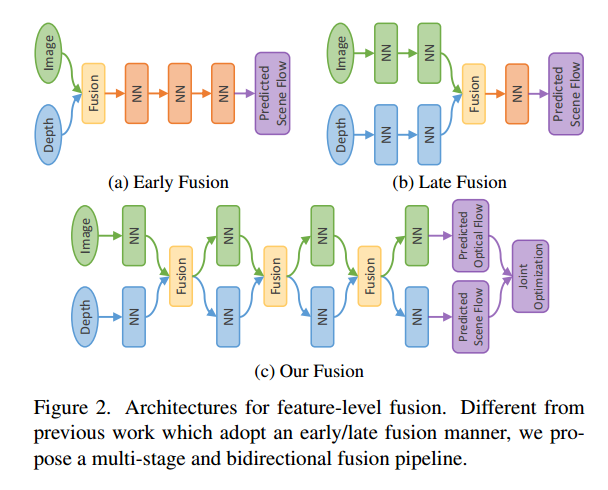 Image
Depth
Fusion
NN
NN
NN
Predicted
Scene Flow
(a) Early Fusion
Image
NN
NN
Depth
NN
NN
Fusion
NN
Predicted
Scene Flow
(b) Late Fusion
Image
NN
NN
NN
NN
Predicted
Optical Flow
Fusion
Fusion
Fusion
Joint
Optimization
Depth
NN
NN
NN
NN
Predicted
Scene Flow
(c) Our Fusion
Figure 2. Architectures for feature-level fusion. Different from
previous work which adopt an early/late fusion manner, we pro-
pose a multi-stage and bidirectional fusion pipeline.